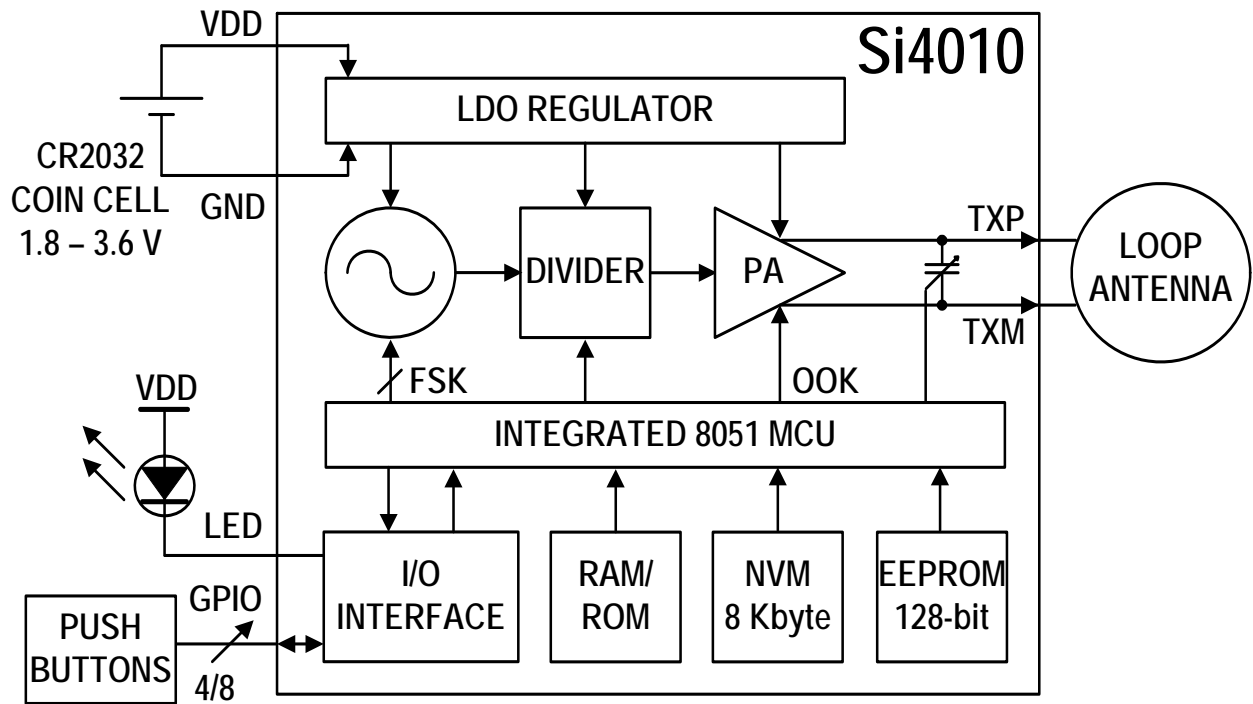 VDD
Si4010
LDO REGULATOR
CR2032
COIN CELL
1.8 – 3.6 V
GND
DIVIDER
PA
TXP
TXM
LOOP
ANTENNA
FSK
OOK
VDD
INTEGRATED 8051 MCU
LED
I/O
INTERFACE
RAM/
ROM
NVM
8 Kbyte
EEPROM
128-bit
GPIO
4/8
PUSH
BUTTONS